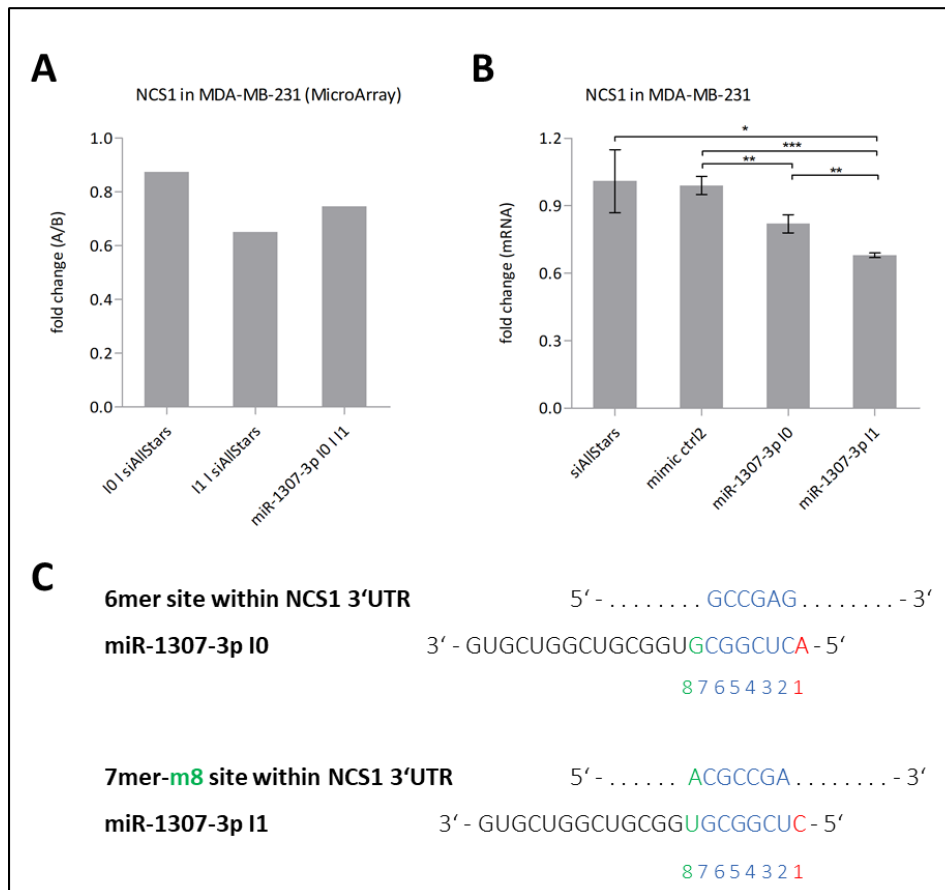 A
NCS1 in MDA-MB-231 (MicroArray)
fold change (A/B)
1.0
0.8
0.6
0.4
0.2
0.0
I0 I siAllStars
I1 I siAllStars
miR-1307-3p I0 I I1
B
NCS1 in MDA-MB-231
fold change (mRNA)
1.2
0.9
0.6
0.3
0.0
*
***
**
**
siAllStars
mimic ctrl2
miR-1307-3p I0
miR-1307-3p I1
C
6mer site within NCS1 3‘UTR 5‘ - . . . . . . . . GCCGAG . . . . . . . . - 3‘
miR-1307-3p I0 3‘ - GUGCUGGCUGCGGUGCGGCUCA - 5‘
8 7 6 5 4 3 2 1
7mer-m8 site within NCS1 3‘UTR 5‘ - . . . . . . ACGCCGA . . . . . . . . - 3‘
miR-1307-3p I1 3‘ - GUGCUGGCUGCGGUGCGGCUC - 5‘
8 7 6 5 4 3 2 1